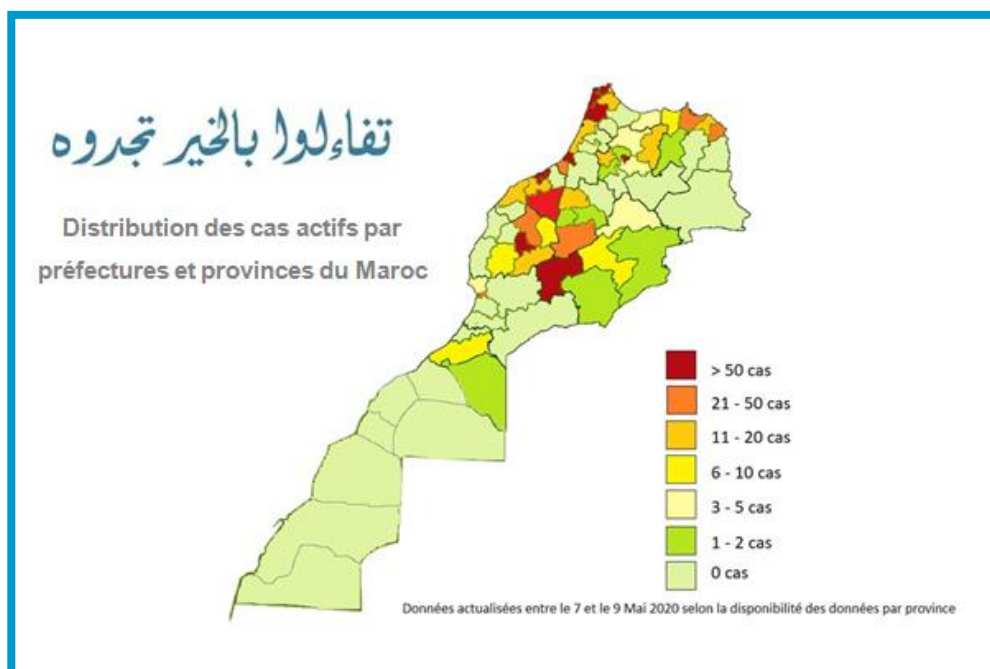 تفاءلوا بالخير تجدوه
Distribution des cas actifs par
préfectures et provinces du Maroc
> 50 cas
21 - 50 cas
11 - 20 cas
6 - 10 cas
3 - 5 cas
1 - 2 cas
0 cas
Données actualisées entre le 7 et le 9 Mai 2020 selon la disponibilité des données par province